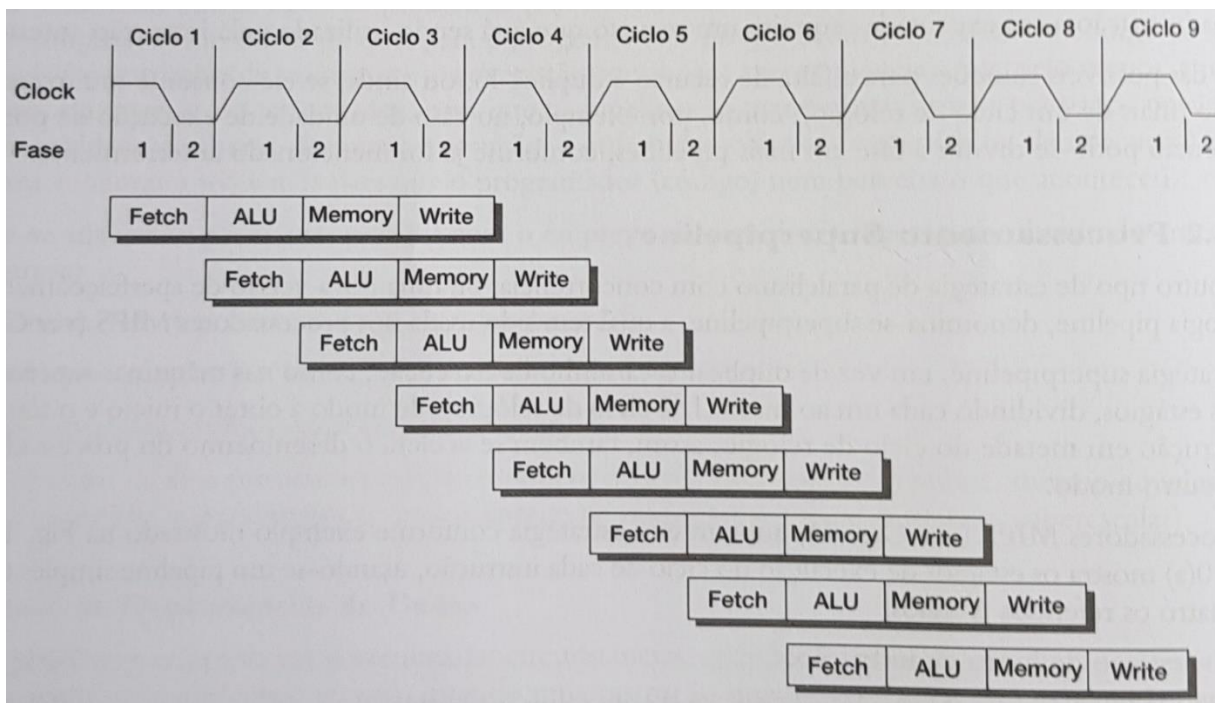 Ciclo 1 Ciclo 2 Ciclo 3 Ciclo 4 Ciclo 5 Ciclo 6 Ciclo 7 Ciclo 8 Ciclo 9
Clock
Fase 1 2 1 2 1 2 1 2 1 2 1 2 1 2 1 2 1 2
Fetch ALU Memory Write
Fetch ALU Memory Write
Fetch ALU Memory Write
Fetch ALU Memory Write
Fetch ALU Memory Write
Fetch ALU Memory Write
Fetch ALU Memory Write
Fetch ALU Memory Write